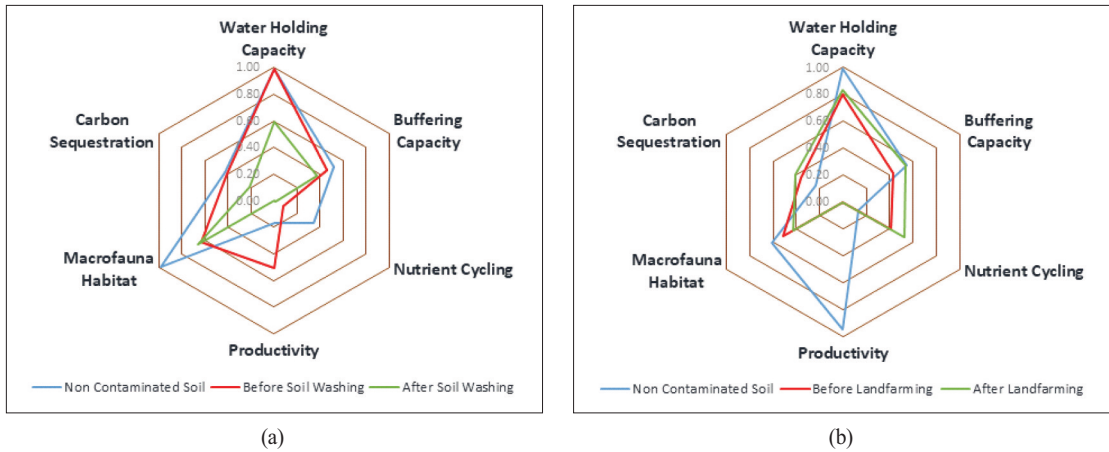 Water Holding
Capacity
1.00
0.80
0.60
0.40
0.20
0.00
Buffering
Capacity
Nutrient Cycling
Productivity
Macrofauna
Habitat
Carbon
Sequestration
Non Contaminated Soil Before Soil Washing After Soil Washing
(a)
Water Holding
Capacity
1.00
0.80
0.60
0.40
0.20
0.00
Buffering
Capacity
Nutrient Cycling
Productivity
Macrofauna
Habitat
Carbon
Sequestration
Non Contaminated Soil Before Landfarming After Landfarming
(b)